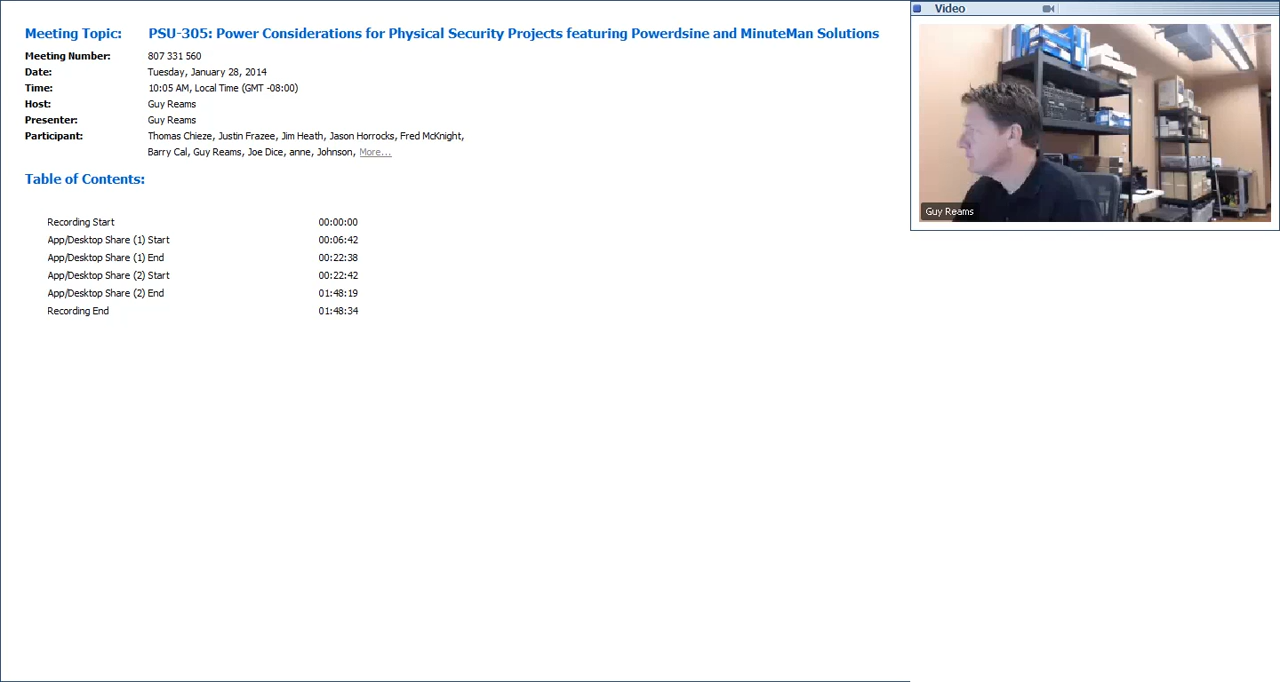 Meeting Topic: PSU-305: Power Considerations for Physical Security Projects featuring Powerdsine and MinuteMan Solutions
Meeting Number: 807 331 560
Date: Tuesday, January 28, 2014
Time: 10:05 AM, Local Time (GMT -08:00)
Host: Guy Reams
Presenter: Guy Reams
Participant: Thomas Chieze, Justin Frazee, Jim Heath, Jason Horrocks, Fred McKnight,
Barry Cal, Guy Reams, Joe Dice, anne, Johnson, More...
Table of Contents:
Recording Start 00:00:00
App/Desktop Share (1) Start 00:06:42
App/Desktop Share (1) End 00:22:38
App/Desktop Share (2) Start 00:22:42
App/Desktop Share (2) End 01:48:19
Recording End 01:48:34
Video
Guy Reams